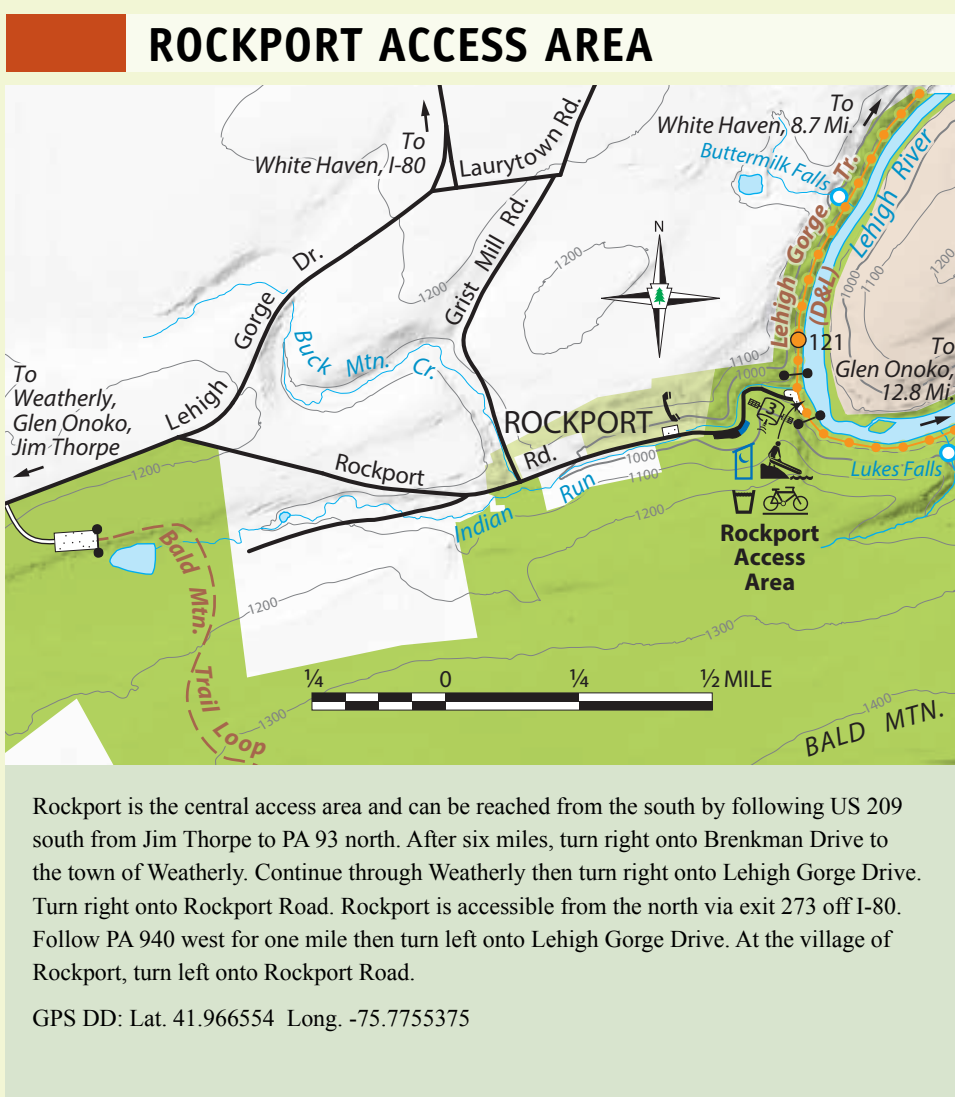 ROCKPORT ACCESS AREA
To
White Haven, I-80
Laurytown Rd.
To
White Haven, 8.7 Mi.
Buttermilk Falls
Lehigh Gorge Tr.
(D&L)
Lehigh River
1200
1100
1000
N
1200
1200
Grist Mill Rd.
Lehigh Gorge Dr.
Buck Mtn. Cr.
121
1100
1000
To
Glen Onoko,
12.8 Mi.
To
Weatherly,
Glen Onoko,
Jim Thorpe
3
ROCKPORT
Rockport Rd.
1200
1000
1100
Indian Run
1200
Lukes Falls
Rockport
Access
Area
Bald Mtn. Trail Loop
1200
1300
1300
1400
¼ 0 ¼ ½ MILE
BALD MTN.
Rockport is the central access area and can be reached from the south by following US 209
south from Jim Thorpe to PA 93 north. After six miles, turn right onto Brenkman Drive to
the town of Weatherly. Continue through Weatherly then turn right onto Lehigh Gorge Drive.
Turn right onto Rockport Road. Rockport is accessible from the north via exit 273 off I-80.
Follow PA 940 west for one mile then turn left onto Lehigh Gorge Drive. At the village of
Rockport, turn left onto Rockport Road.
GPS DD: Lat. 41.966554 Long. -75.7755375